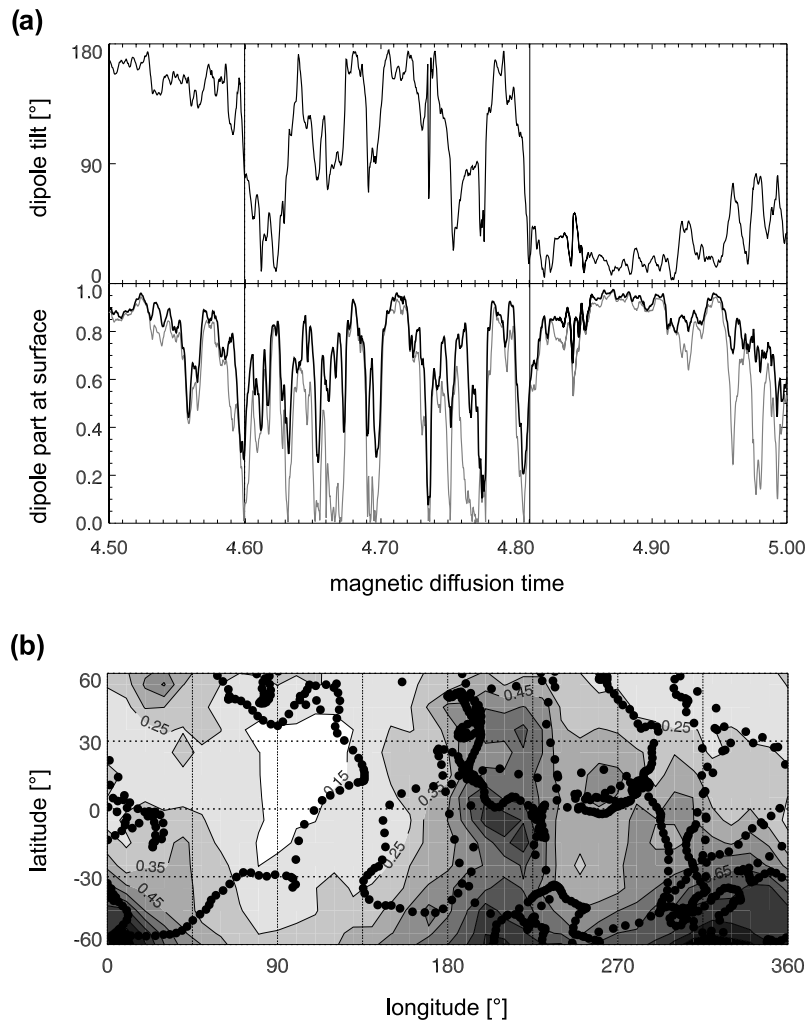 (a)
180
90
0
dipole tilt [°]
1.0
0.8
0.6
0.4
0.2
0.0
dipole part at surface
4.50 4.60 4.70 4.80 4.90 5.00
magnetic diffusion time
(b)
60
30
0
-30
-60
latitude [°]
0.25
0.45
0.25
0.15
0.35
0.25
0.35
0.45
.65
0 90 180 270 360
longitude [°]